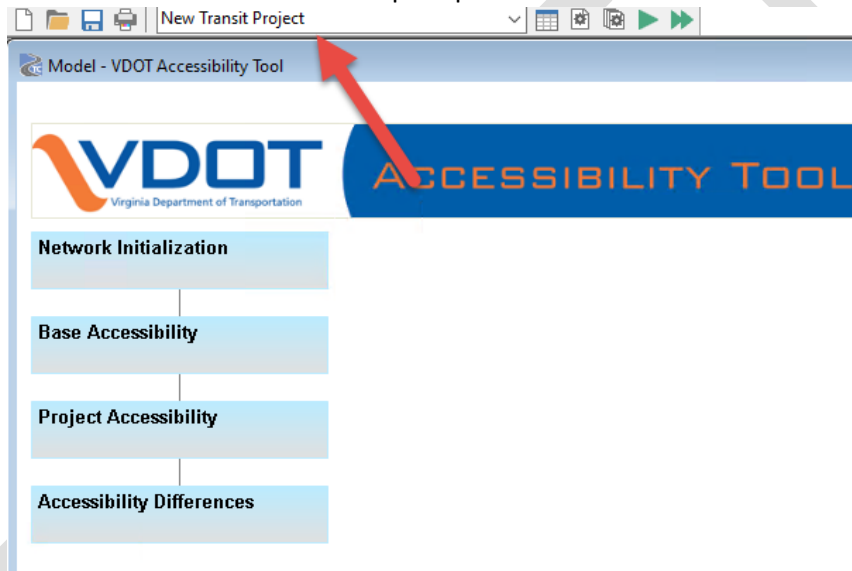 New Transit Project
Model - VDOT Accessibility Tool
VDOT
Virginia Department of Transportation
ACCESSIBILITY TOOL
Network Initialization
Base Accessibility
Project Accessibility
Accessibility Differences